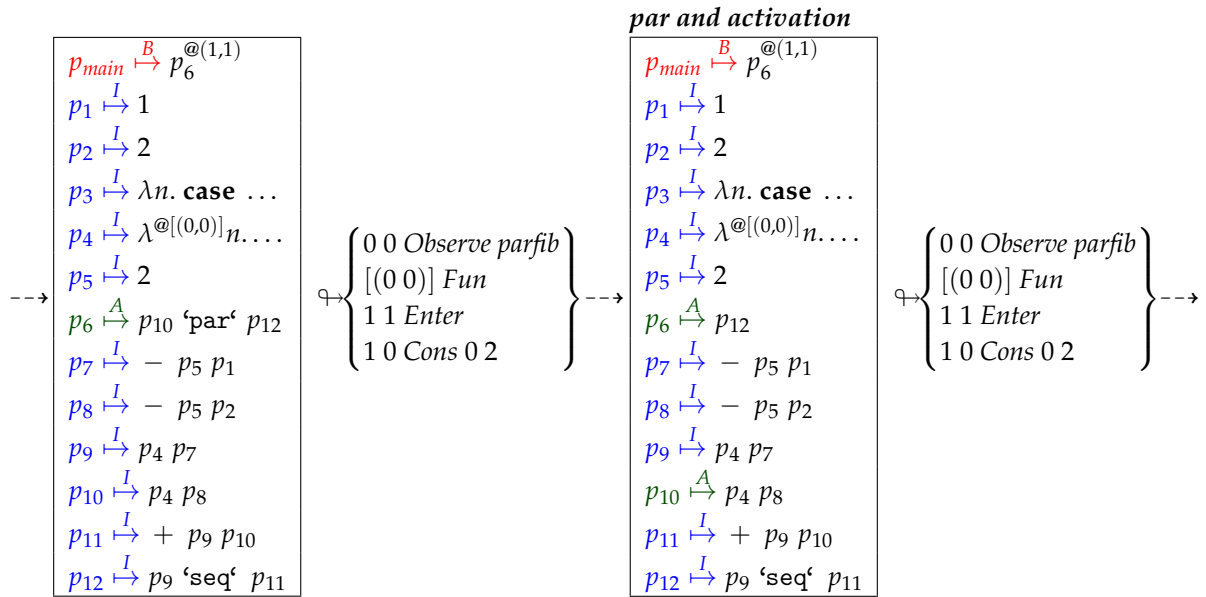 p_main ↦^B p_6^@(1,1)
p_1 ↦^I 1
p_2 ↦^I 2
p_3 ↦^I λn. case …
p_4 ↦^I λ^@[(0,0)]n.…
p_5 ↦^I 2
p_6 ↦^A p_10 ‘par‘ p_12
p_7 ↦^I − p_5 p_1
p_8 ↦^I − p_5 p_2
p_9 ↦^I p_4 p_7
p_10 ↦^I p_4 p_8
p_11 ↦^I + p_9 p_10
p_12 ↦^I p_9 ‘seq‘ p_11
0 0 Observe parfib
[(0 0)] Fun
1 1 Enter
1 0 Cons 0 2
par and activation
p_main ↦^B p_6^@(1,1)
p_1 ↦^I 1
p_2 ↦^I 2
p_3 ↦^I λn. case …
p_4 ↦^I λ^@[(0,0)]n.…
p_5 ↦^I 2
p_6 ↦^A p_12
p_7 ↦^I − p_5 p_1
p_8 ↦^I − p_5 p_2
p_9 ↦^I p_4 p_7
p_10 ↦^A p_4 p_8
p_11 ↦^I + p_9 p_10
p_12 ↦^I p_9 ‘seq‘ p_11
0 0 Observe parfib
[(0 0)] Fun
1 1 Enter
1 0 Cons 0 2